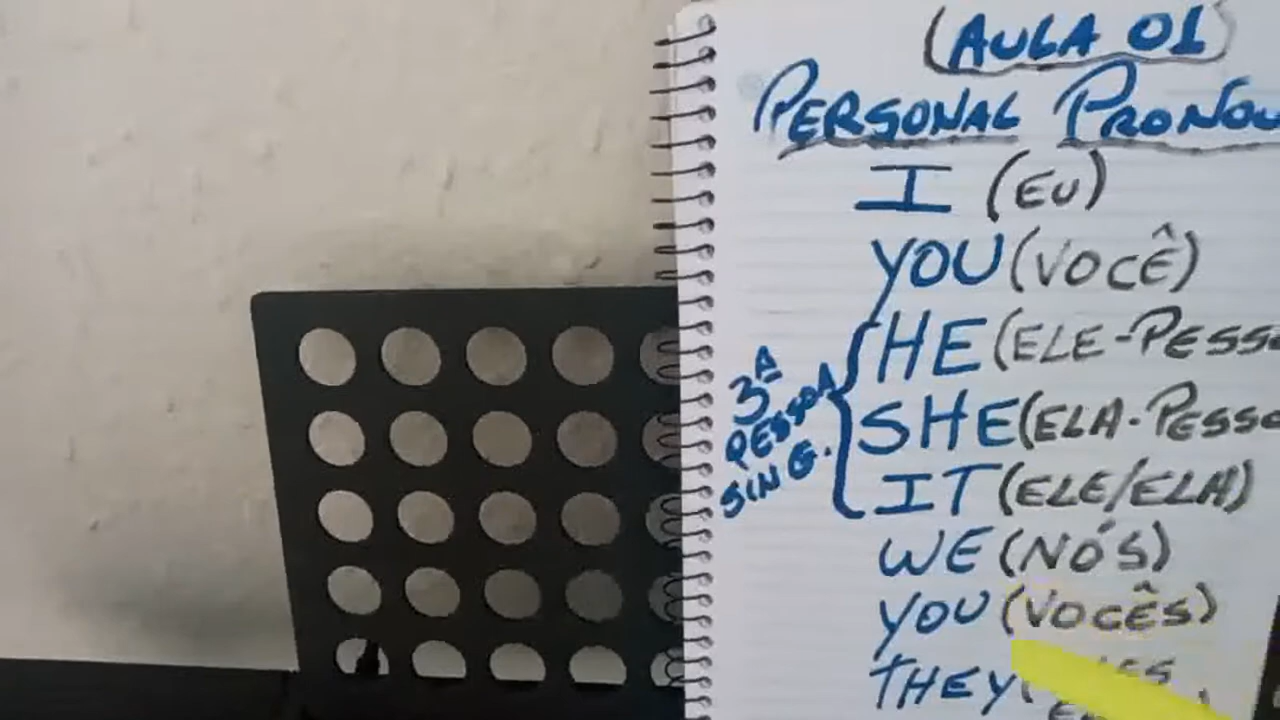 (AULA 01)
PERSONAL
I (EU)
YOU (VOCÊ)
HE (ELE-
SHE (ELA-
IT (ELE/ELA)
3ª
PESSOA
SING.
WE (NÓS)
YOU (VOCÊS)
THEY